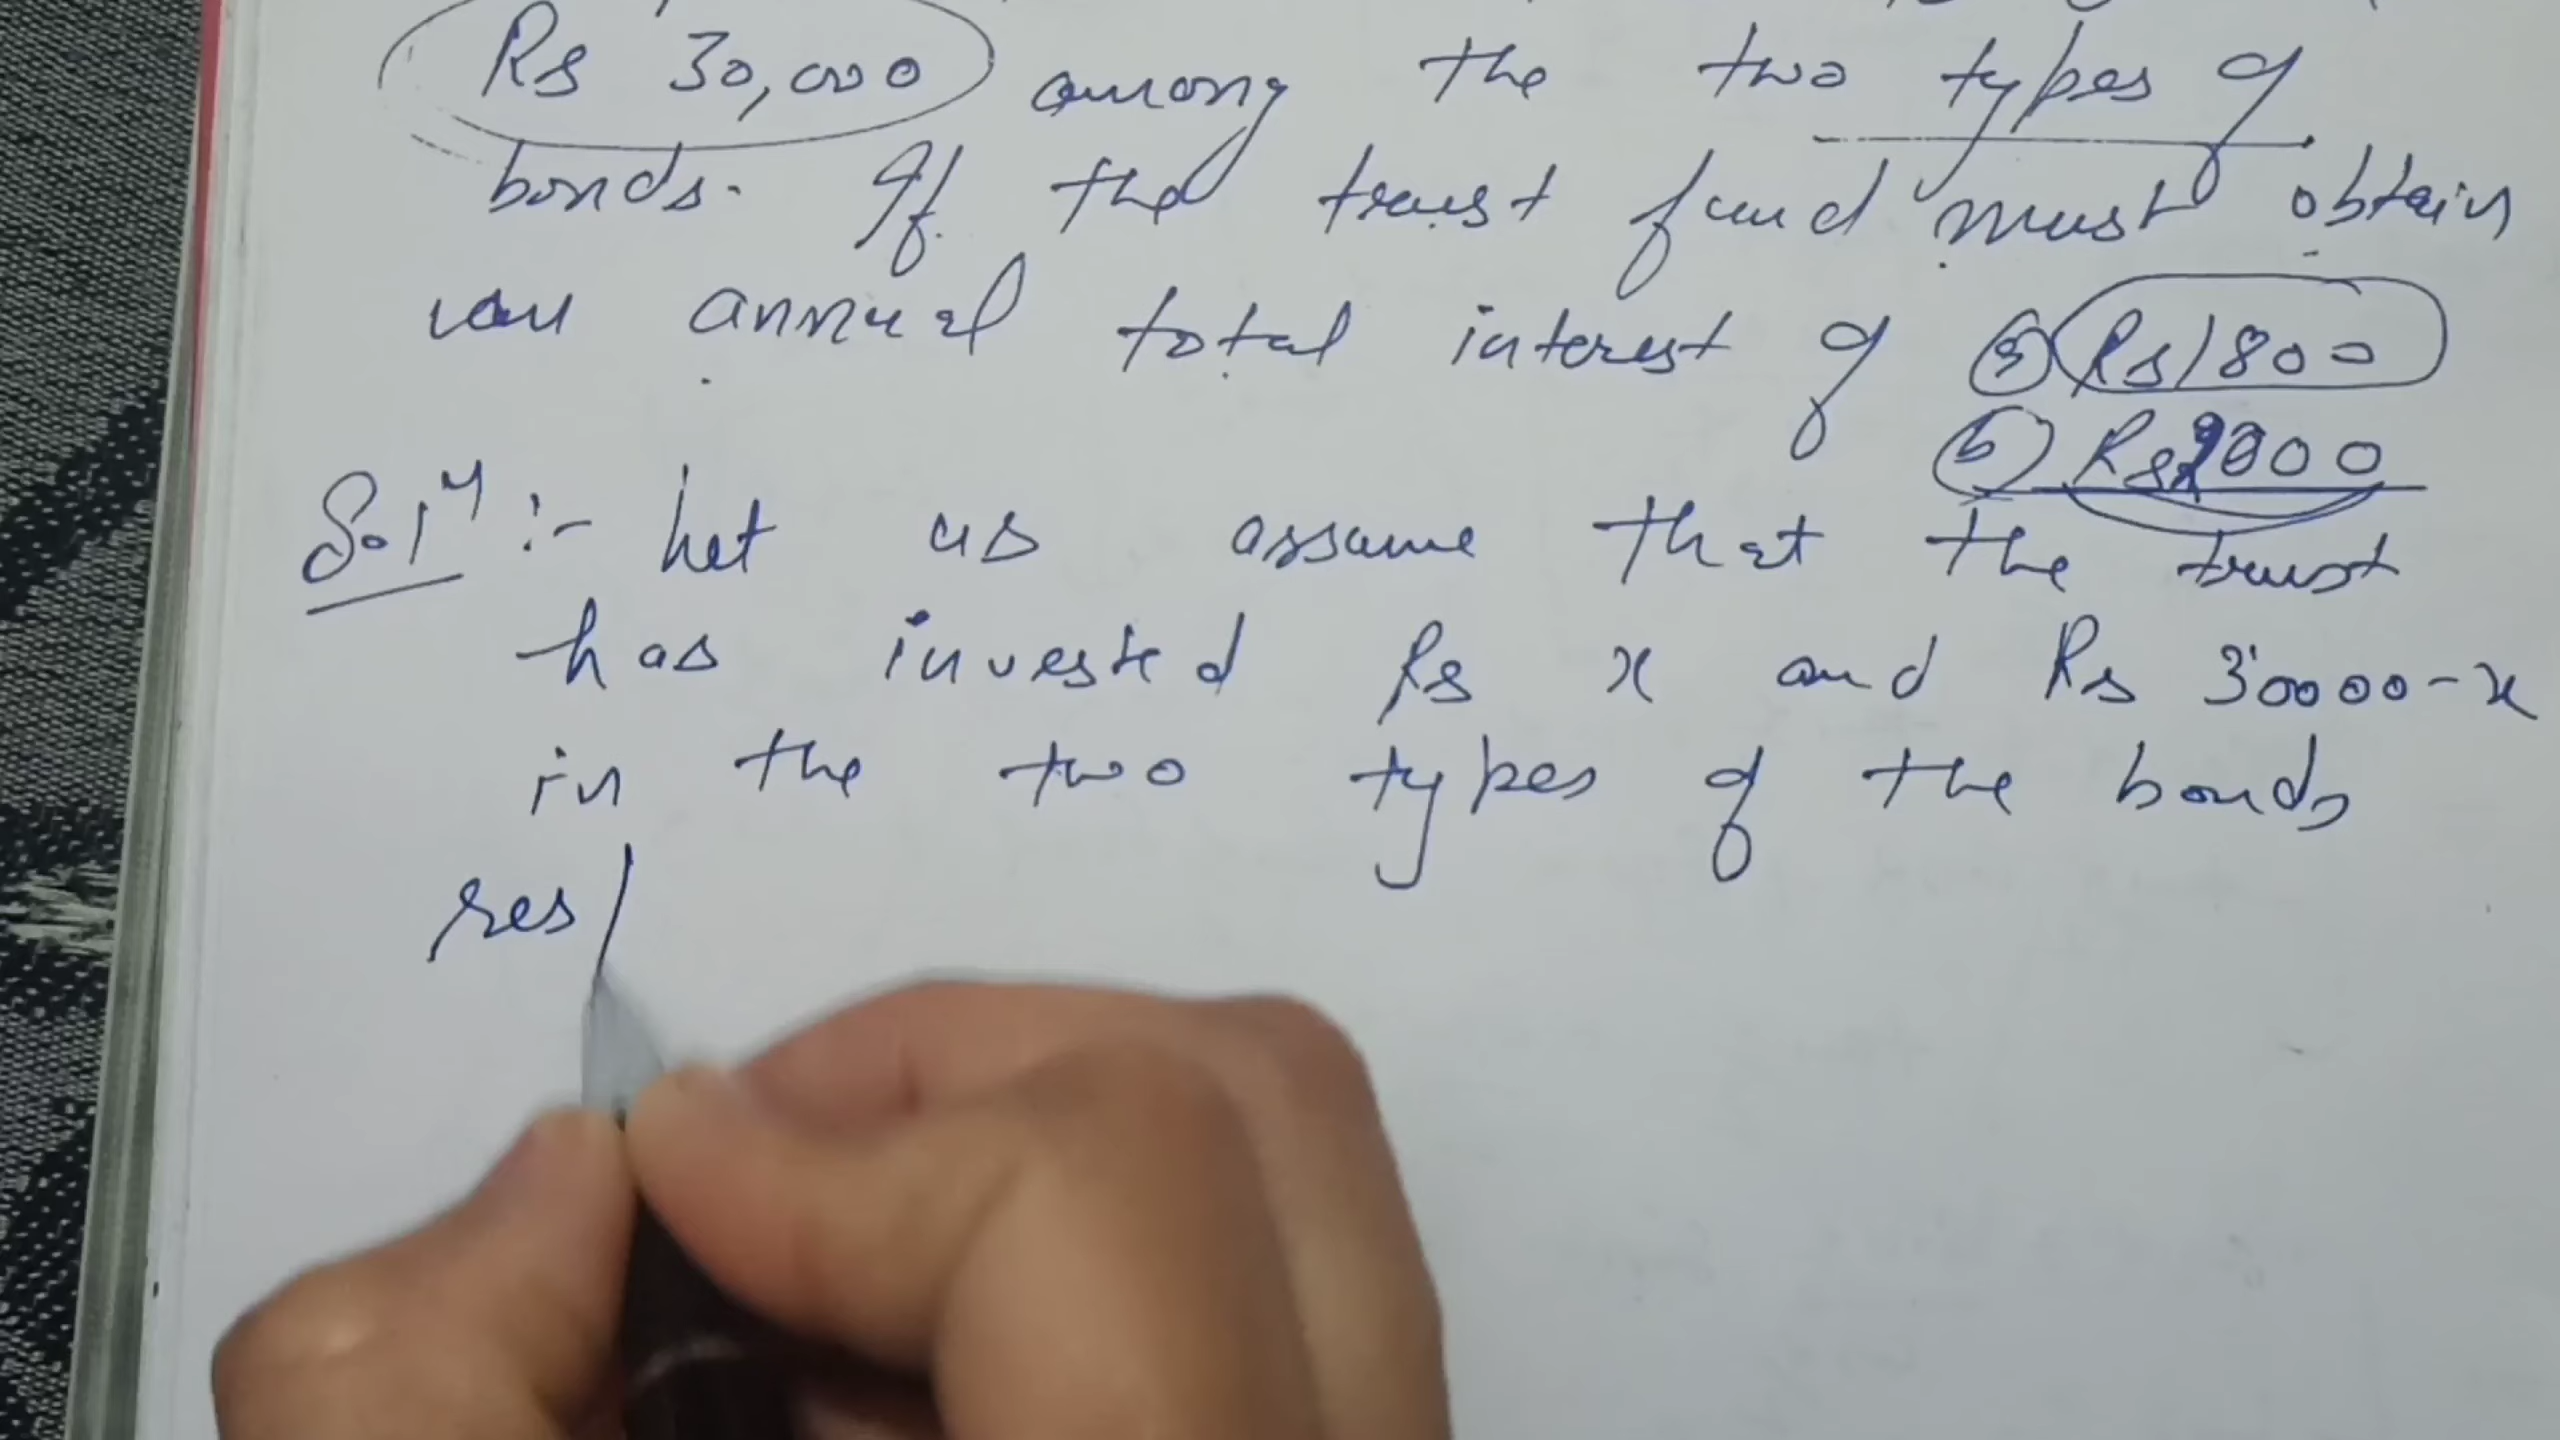 Rs 30,000 among the two types of
bonds. If the trust fund must obtain
an annual total interest of (a) Rs 1800
(b) Rs 2000
Solⁿ :- Let us assume that the trust
has invested Rs x and Rs 30000-x
in the two types of the bonds
res